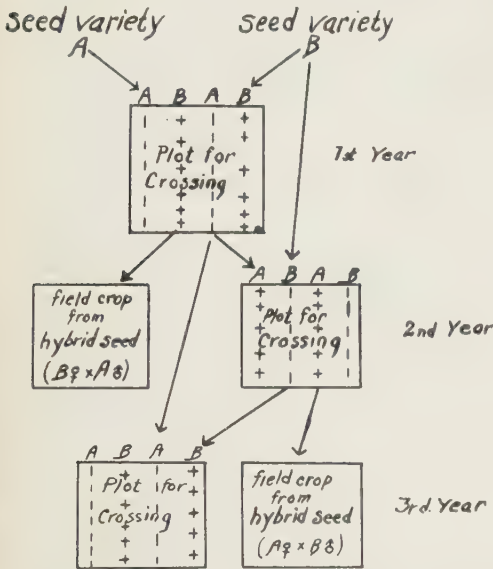 seed variety
A
seed variety
B
A B A B
Plot for
Crossing
1st Year
field crop
from
hybrid seed
(B♀ x A♂)
A B A B
Plot for
Crossing
2nd Year
A B A B
Plot for
Crossing
field crop
from
hybrid seed
(A♀ x B♂)
3rd. Year